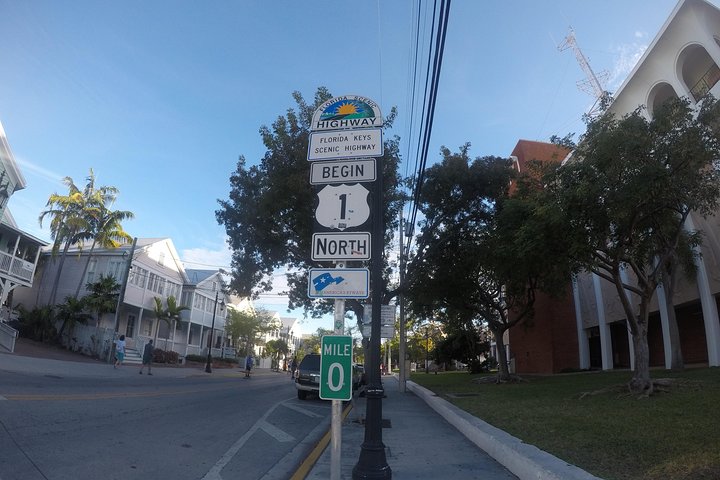 FLORIDA SCENIC
HIGHWAY
FLORIDA KEYS
SCENIC HIGHWAY
BEGIN
1
NORTH
MILE
0